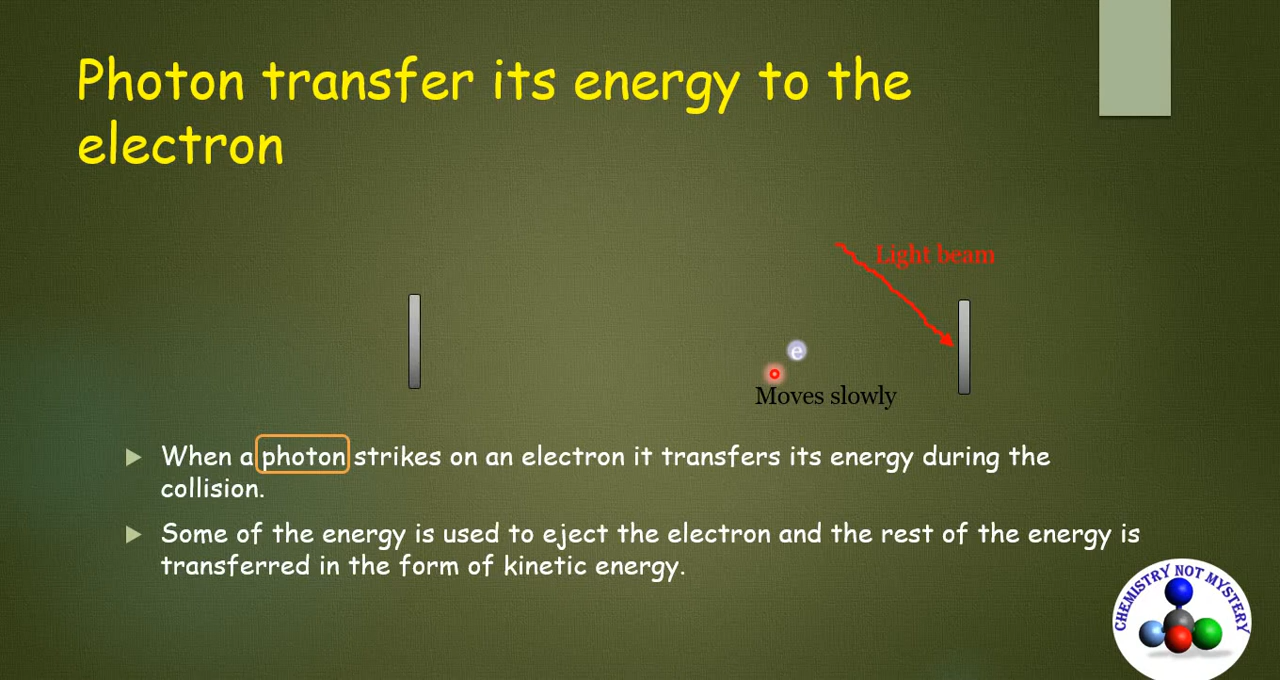 Photon transfer its energy to the
electron
Light beam
e
Moves slowly
When a photon strikes on an electron it transfers its energy during the
collision.
Some of the energy is used to eject the electron and the rest of the energy is
transferred in the form of kinetic energy.
CHEMISTRY NOT MYSTERY